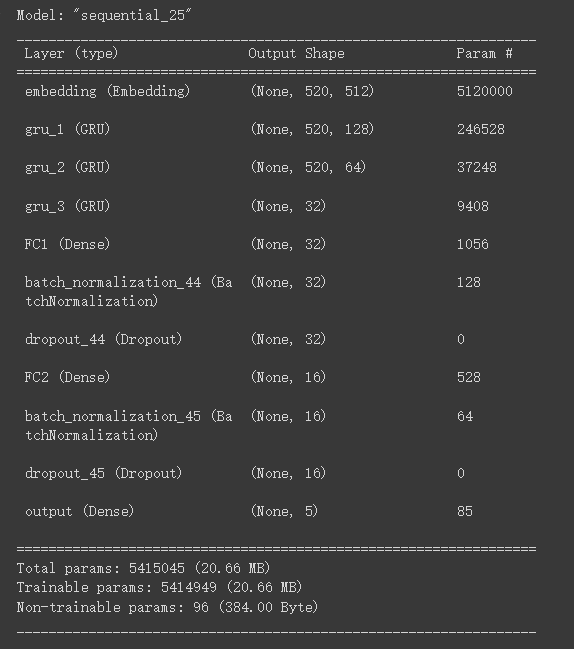 Model: "sequential_25"
_________________________________________________________________
Layer (type) Output Shape Param #
=================================================================
embedding (Embedding) (None, 520, 512) 5120000
gru_1 (GRU) (None, 520, 128) 246528
gru_2 (GRU) (None, 520, 64) 37248
gru_3 (GRU) (None, 32) 9408
FC1 (Dense) (None, 32) 1056
batch_normalization_44 (Ba (None, 32) 128
tchNormalization)
dropout_44 (Dropout) (None, 32) 0
FC2 (Dense) (None, 16) 528
batch_normalization_45 (Ba (None, 16) 64
tchNormalization)
dropout_45 (Dropout) (None, 16) 0
output (Dense) (None, 5) 85
=================================================================
Total params: 5415045 (20.66 MB)
Trainable params: 5414949 (20.66 MB)
Non-trainable params: 96 (384.00 Byte)
_________________________________________________________________